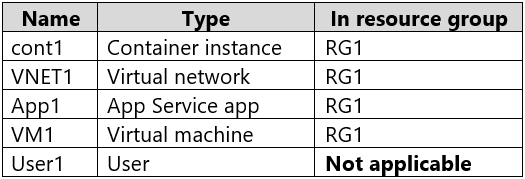 Name Type In resource group
cont1 Container instance RG1
VNET1 Virtual network RG1
App1 App Service app RG1
VM1 Virtual machine RG1
User1 User Not applicable